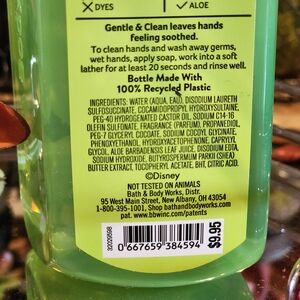 × DYES
✓ ALOE
Gentle & Clean leaves hands
feeling soothed.
To clean hands and wash away germs,
wet hands, apply soap, work into a soft
lather for at least 20 seconds and rinse well.
Bottle Made With
100% Recycled Plastic
INGREDIENTS: WATER (AQUA, EAU), DISODIUM LAURETH
SULFOSUCCINATE, COCAMIDOPROPYL HYDROXYSULTAINE,
PEG-40 HYDROGENATED CASTOR OIL, SODIUM C14-16
OLEFIN SULFONATE, FRAGRANCE (PARFUM), PROPANEDIOL,
PEG-7 GLYCERYL COCOATE, SODIUM COCOYL GLYCINATE,
PHENOXYETHANOL, HYDROXYACETOPHENONE, CAPRYLYL
GLYCOL, ALOE BARBADENSIS LEAF JUICE, DISODIUM EDTA,
SODIUM HYDROXIDE, BUTYROSPERMUM PARKII (SHEA)
BUTTER EXTRACT, TOCOPHERYL ACETATE, BHT, CITRIC ACID.
©Disney
NOT TESTED ON ANIMALS
Bath & Body Works, Distr.
95 West Main Street, New Albany, OH 43054
1-800-395-1001, Shop bathandbodyworks.com
pat. www.bbwinc.com/patents
0 667659 384594
$9.95